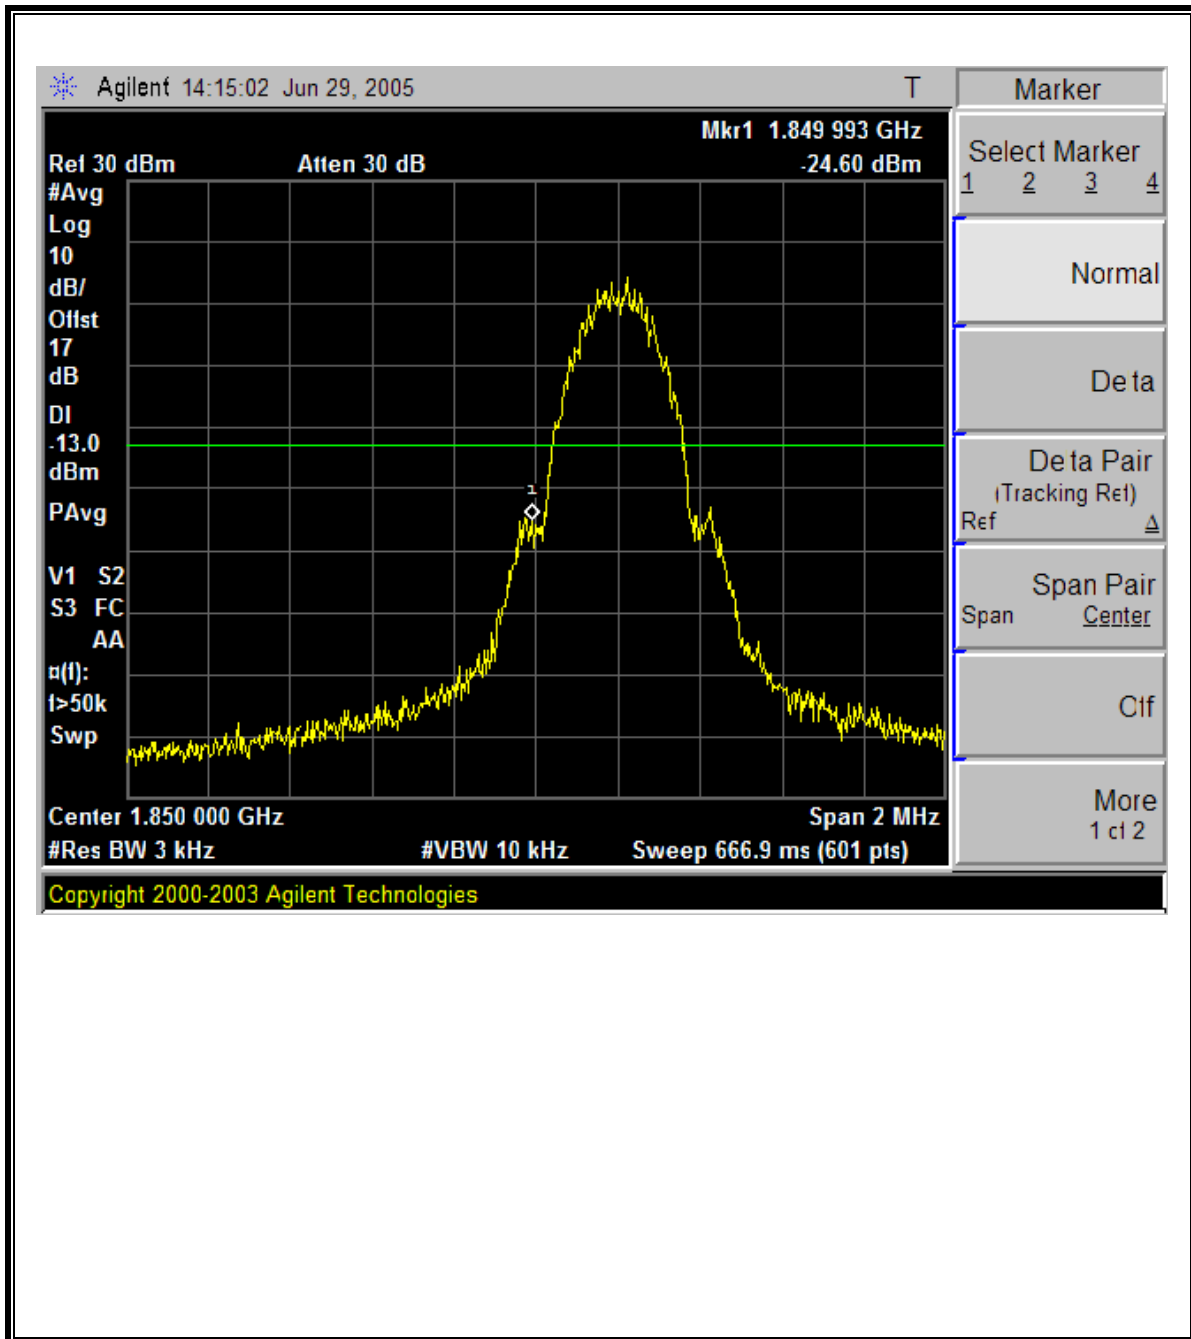 Agilent 14:15:02 Jun 29, 2005 T
Marker
Mkr1 1.849 993 GHz
Ref 30 dBm Atten 30 dB -24.60 dBm
#Avg
Log
10
dB/
Offst
17
dB
DI
-13.0
dBm
PAvg
V1 S2
S3 FC
AA
¤(f):
f>50k
Swp
1
Center 1.850 000 GHz Span 2 MHz
#Res BW 3 kHz #VBW 10 kHz Sweep 666.9 ms (601 pts)
Select Marker
1 2 3 4
Normal
Delta
Delta Pair
(Tracking Ref)
Ref Δ
Span Pair
Span Center
Off
More
1 of 2
Copyright 2000-2003 Agilent Technologies